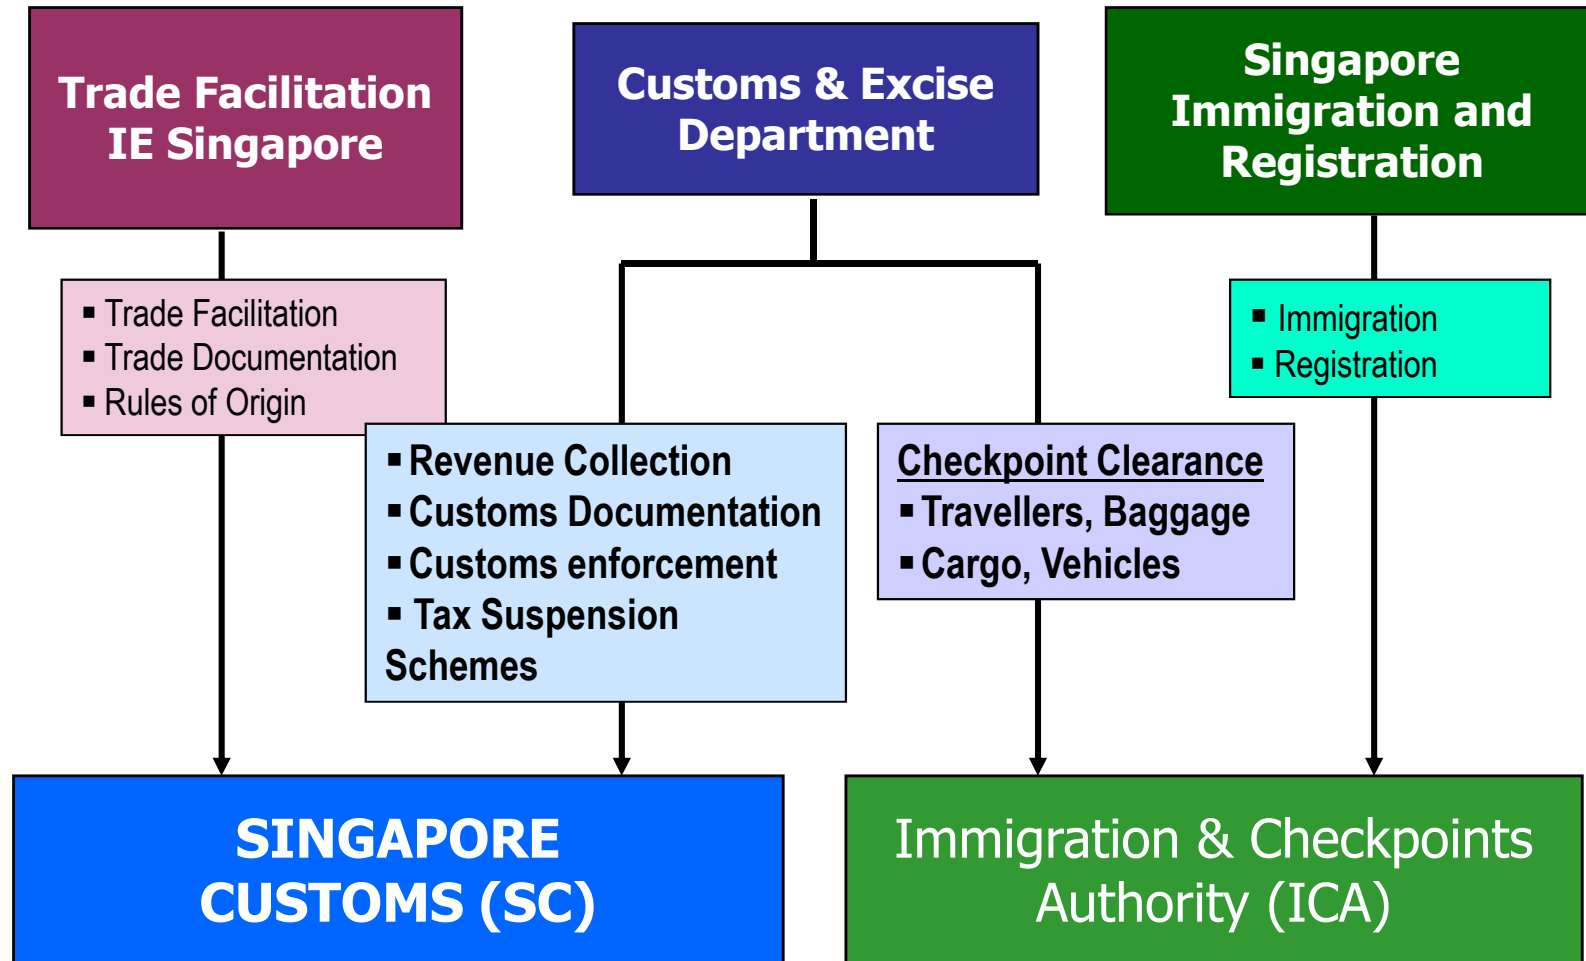 Trade Facilitation
IE Singapore
Customs & Excise
Department
Singapore
Immigration and
Registration
▪ Trade Facilitation
▪ Trade Documentation
▪ Rules of Origin
▪ Immigration
▪ Registration
▪ Revenue Collection
▪ Customs Documentation
▪ Customs enforcement
▪ Tax Suspension
Schemes
Checkpoint Clearance
▪ Travellers, Baggage
▪ Cargo, Vehicles
SINGAPORE
CUSTOMS (SC)
Immigration & Checkpoints
Authority (ICA)